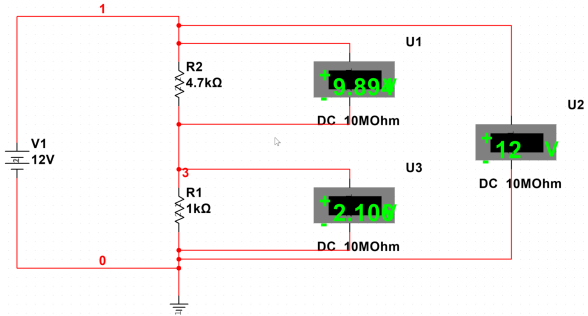 1
U1
R2
4.7kΩ
9.894
DC 10MOhm
U2
12 V
DC 10MOhm
V1
12V
3
U3
R1
1kΩ
2.106
DC 10MOhm
0